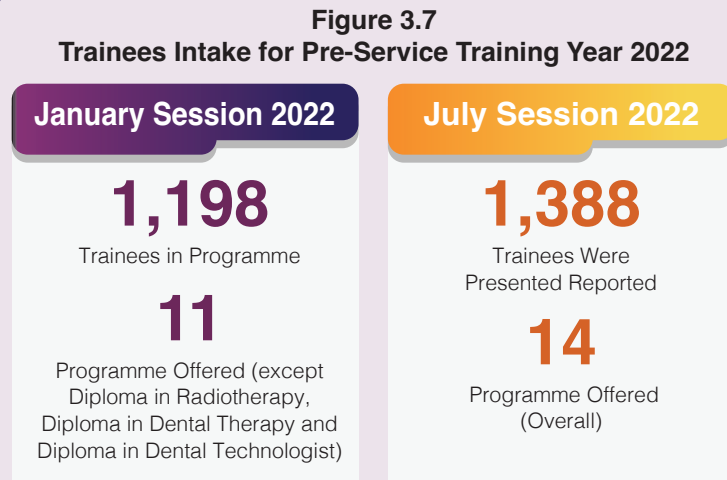 Figure 3.7
Trainees Intake for Pre-Service Training Year 2022
January Session 2022
1,198
Trainees in Programme
11
Programme Offered (except
Diploma in Radiotherapy,
Diploma in Dental Therapy and
Diploma in Dental Technologist)
July Session 2022
1,388
Trainees Were
Presented Reported
14
Programme Offered
(Overall)